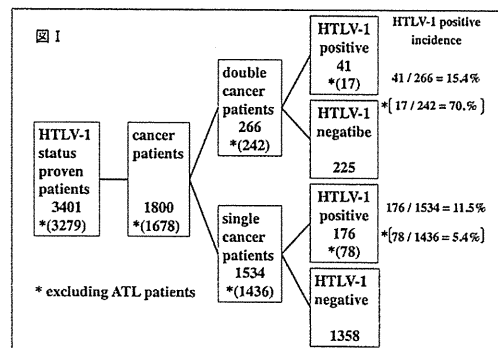 図 I
HTLV-1
status
proven
patients
3401
*(3279)
cancer
patients
1800
*(1678)
double
cancer
patients
266
*(242)
single
cancer
patients
1534
*(1436)
HTLV-1
positive
41
*(17)
HTLV-1
negatibe
225
HTLV-1
positive
176
*(78)
HTLV-1
negative
1358
HTLV-1 positive
incidence
41 / 266 = 15.4%
*{ 17 / 242 = 70.%}
176 / 1534 = 11.5%
*{78 / 1436 = 5.4%}
* excluding ATL patients